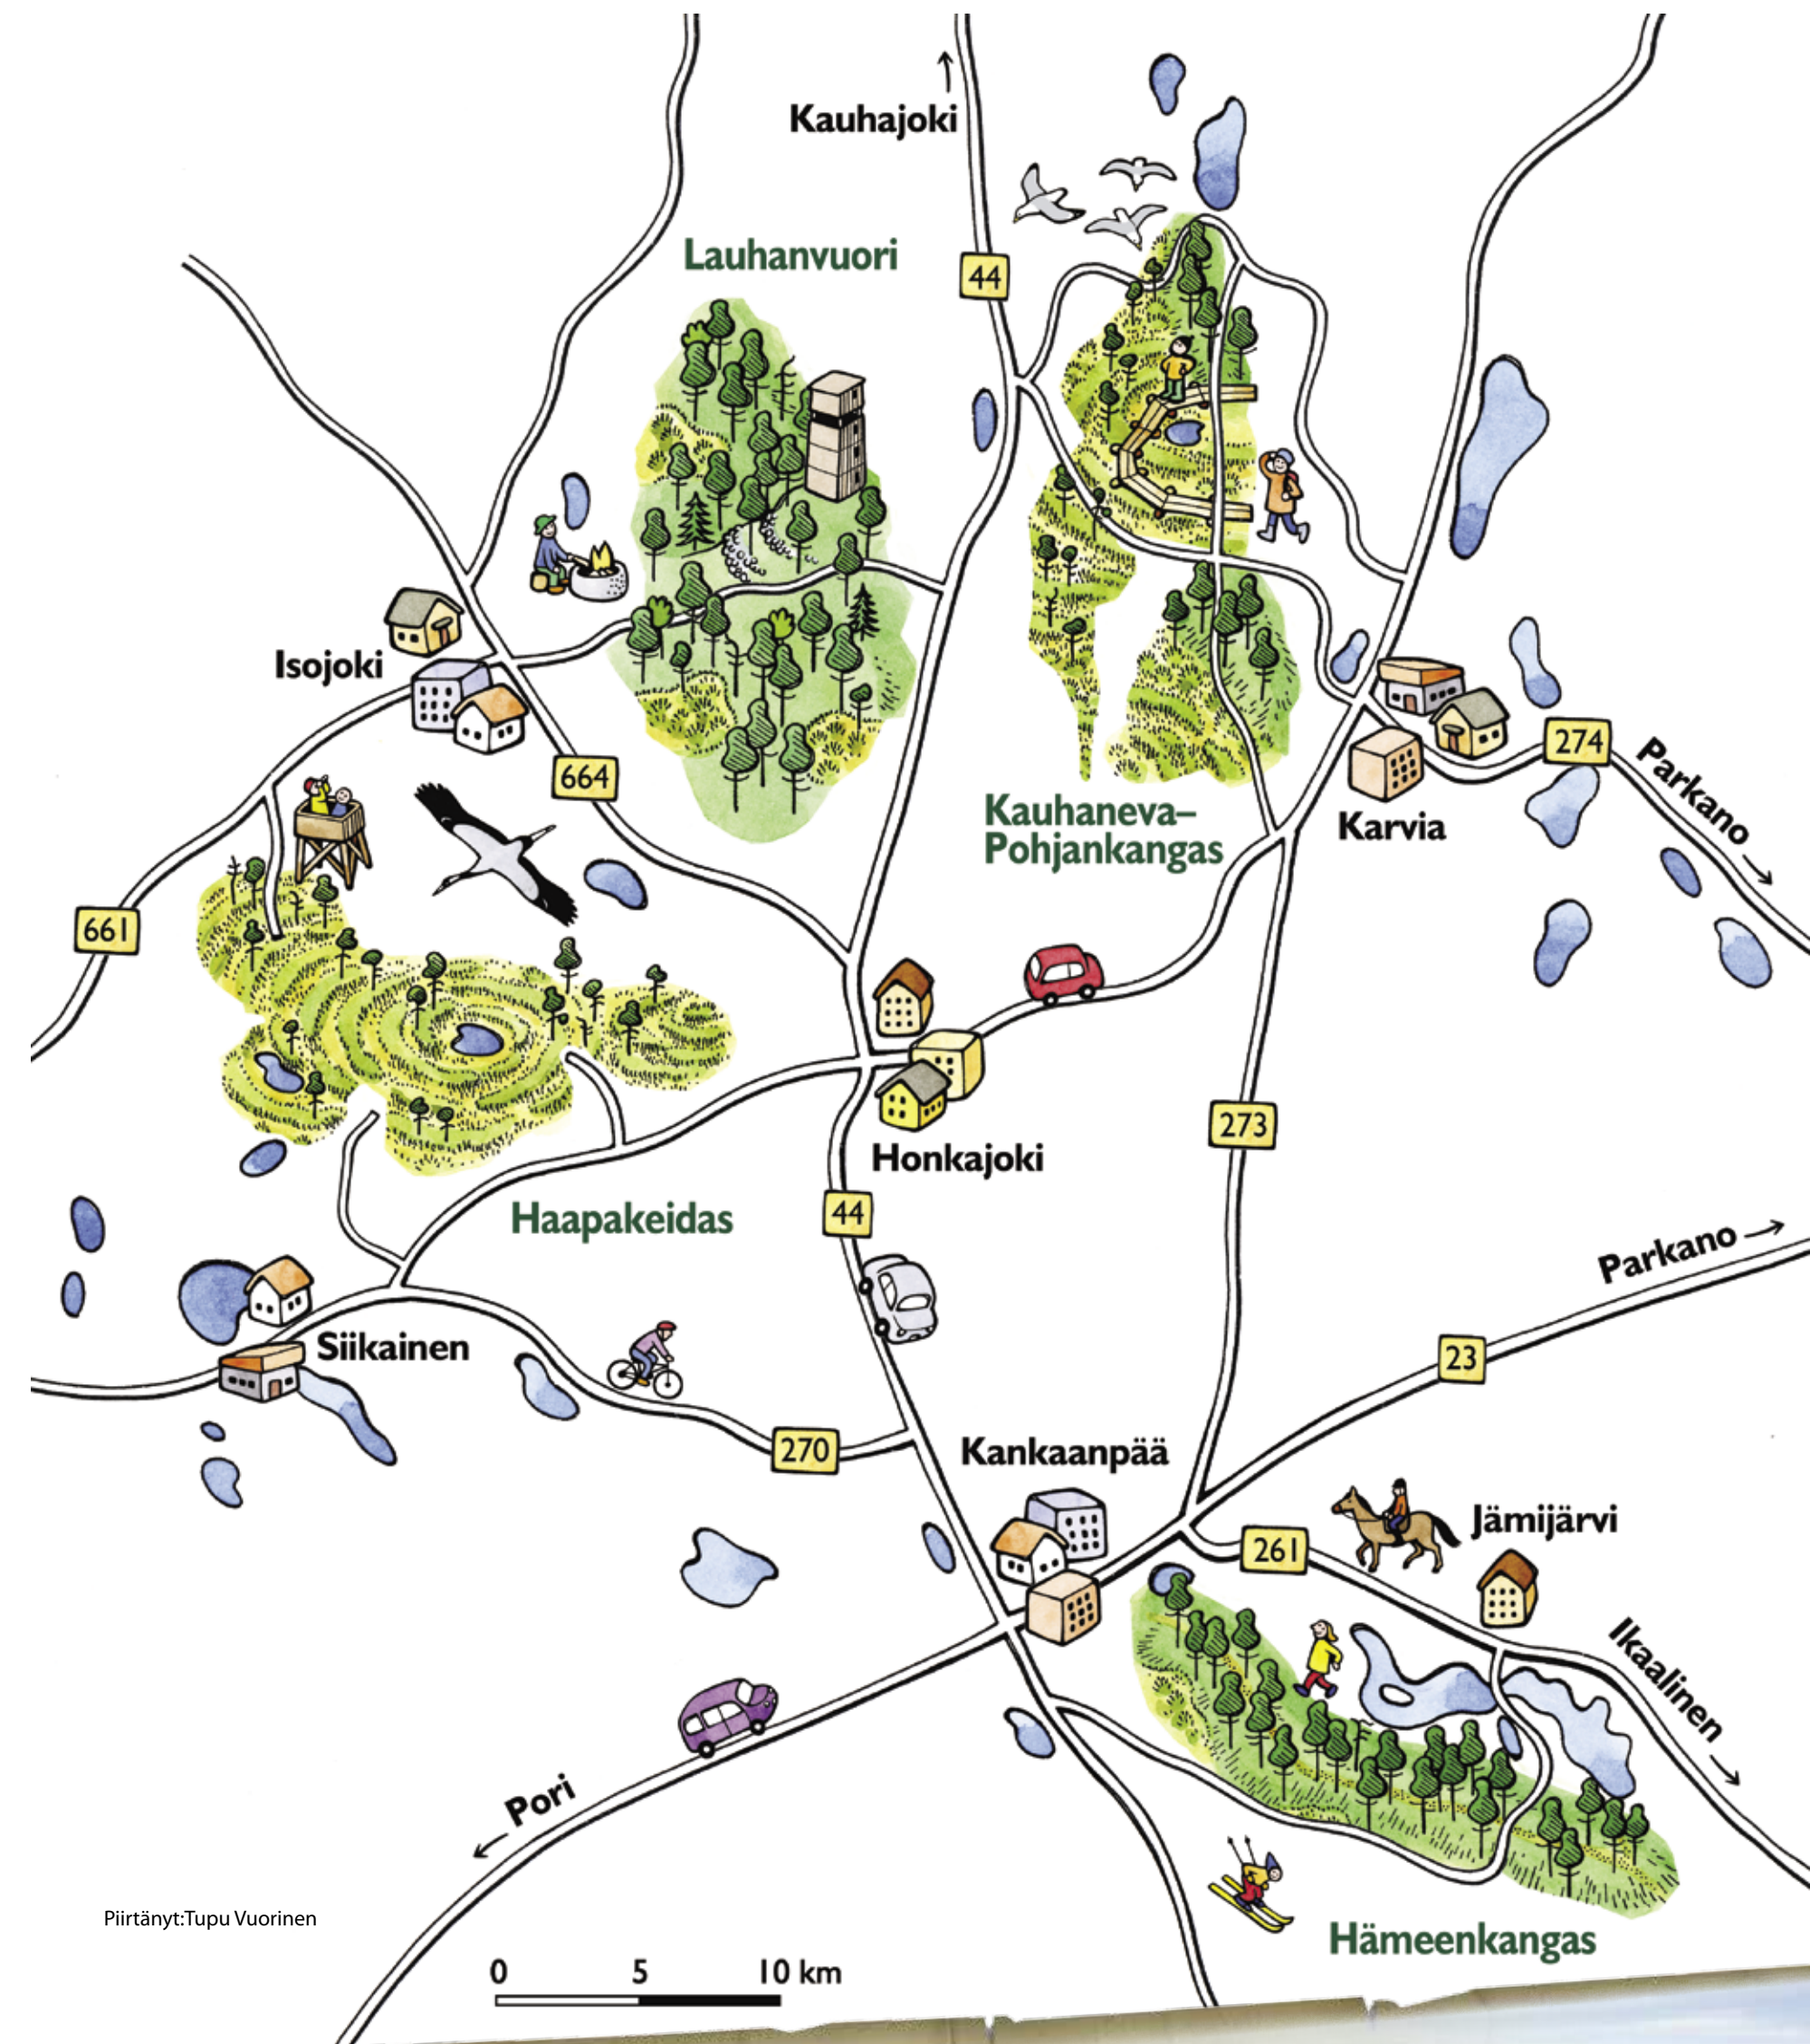 Kauhajoki
Lauhanvuori
44
Isojoki
664
Kauhaneva–
Pohjankangas
274
Parkano
Karvia
661
Honkajoki
273
Haapakeidas
44
Parkano
Siikainen
23
270
Kankaanpää
261
Jämijärvi
Ikaalinen
Pori
Piirtänyt:Tupu Vuorinen
Hämeenkangas
0 5 10 km